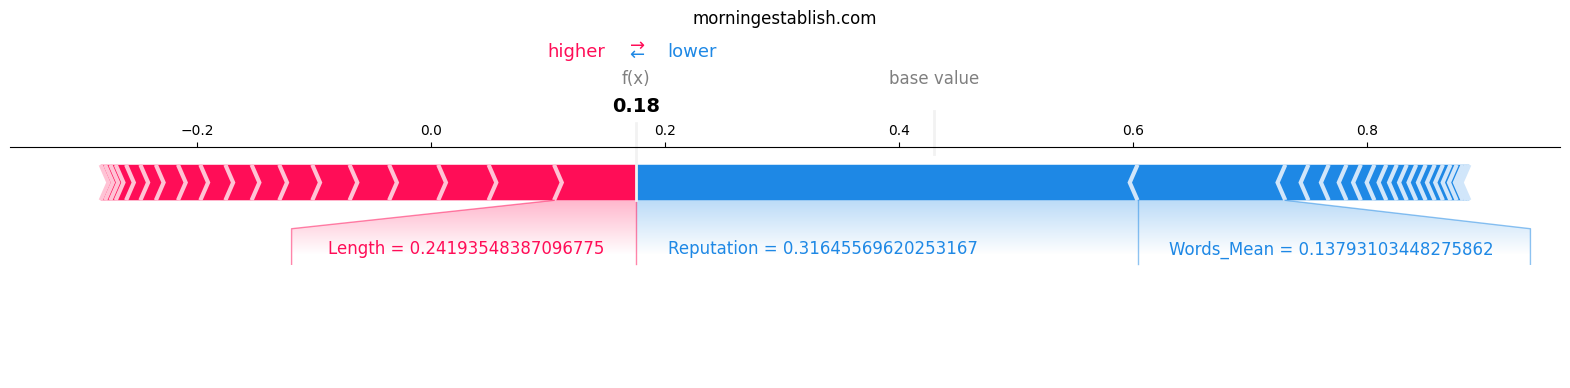 morningestablish.com
higher ⇄ lower
f(x) base value
0.18
−0.2 0.0 0.2 0.4 0.6 0.8
Length = 0.24193548387096775 Reputation = 0.31645569620253167 Words_Mean = 0.13793103448275862